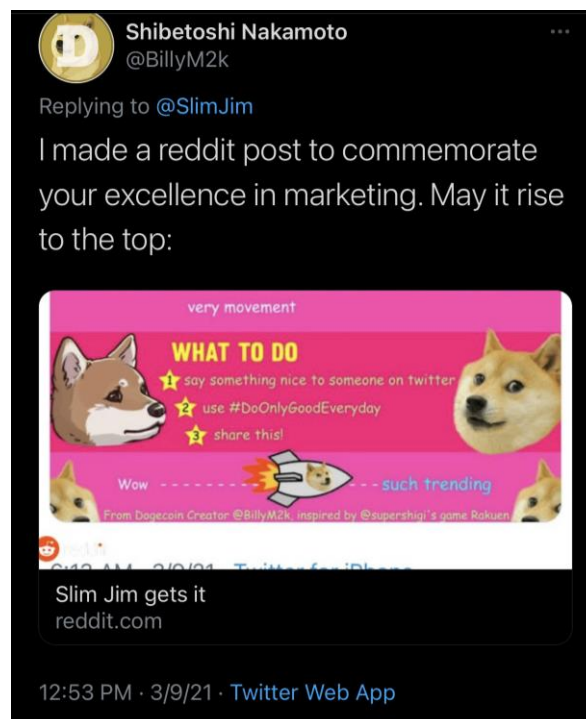 Shibetoshi Nakamoto
@BillyM2k
Replying to @SlimJim
I made a reddit post to commemorate
your excellence in marketing. May it rise
to the top:
very movement
WHAT TO DO
1 say something nice to someone on twitter
2 use #DoOnlyGoodEveryday
3 share this!
Wow
such trending
From Dogecoin Creator @BillyM2k, inspired by @supershigi's game Rakuen
Slim Jim gets it
reddit.com
12:53 PM · 3/9/21 · Twitter Web App